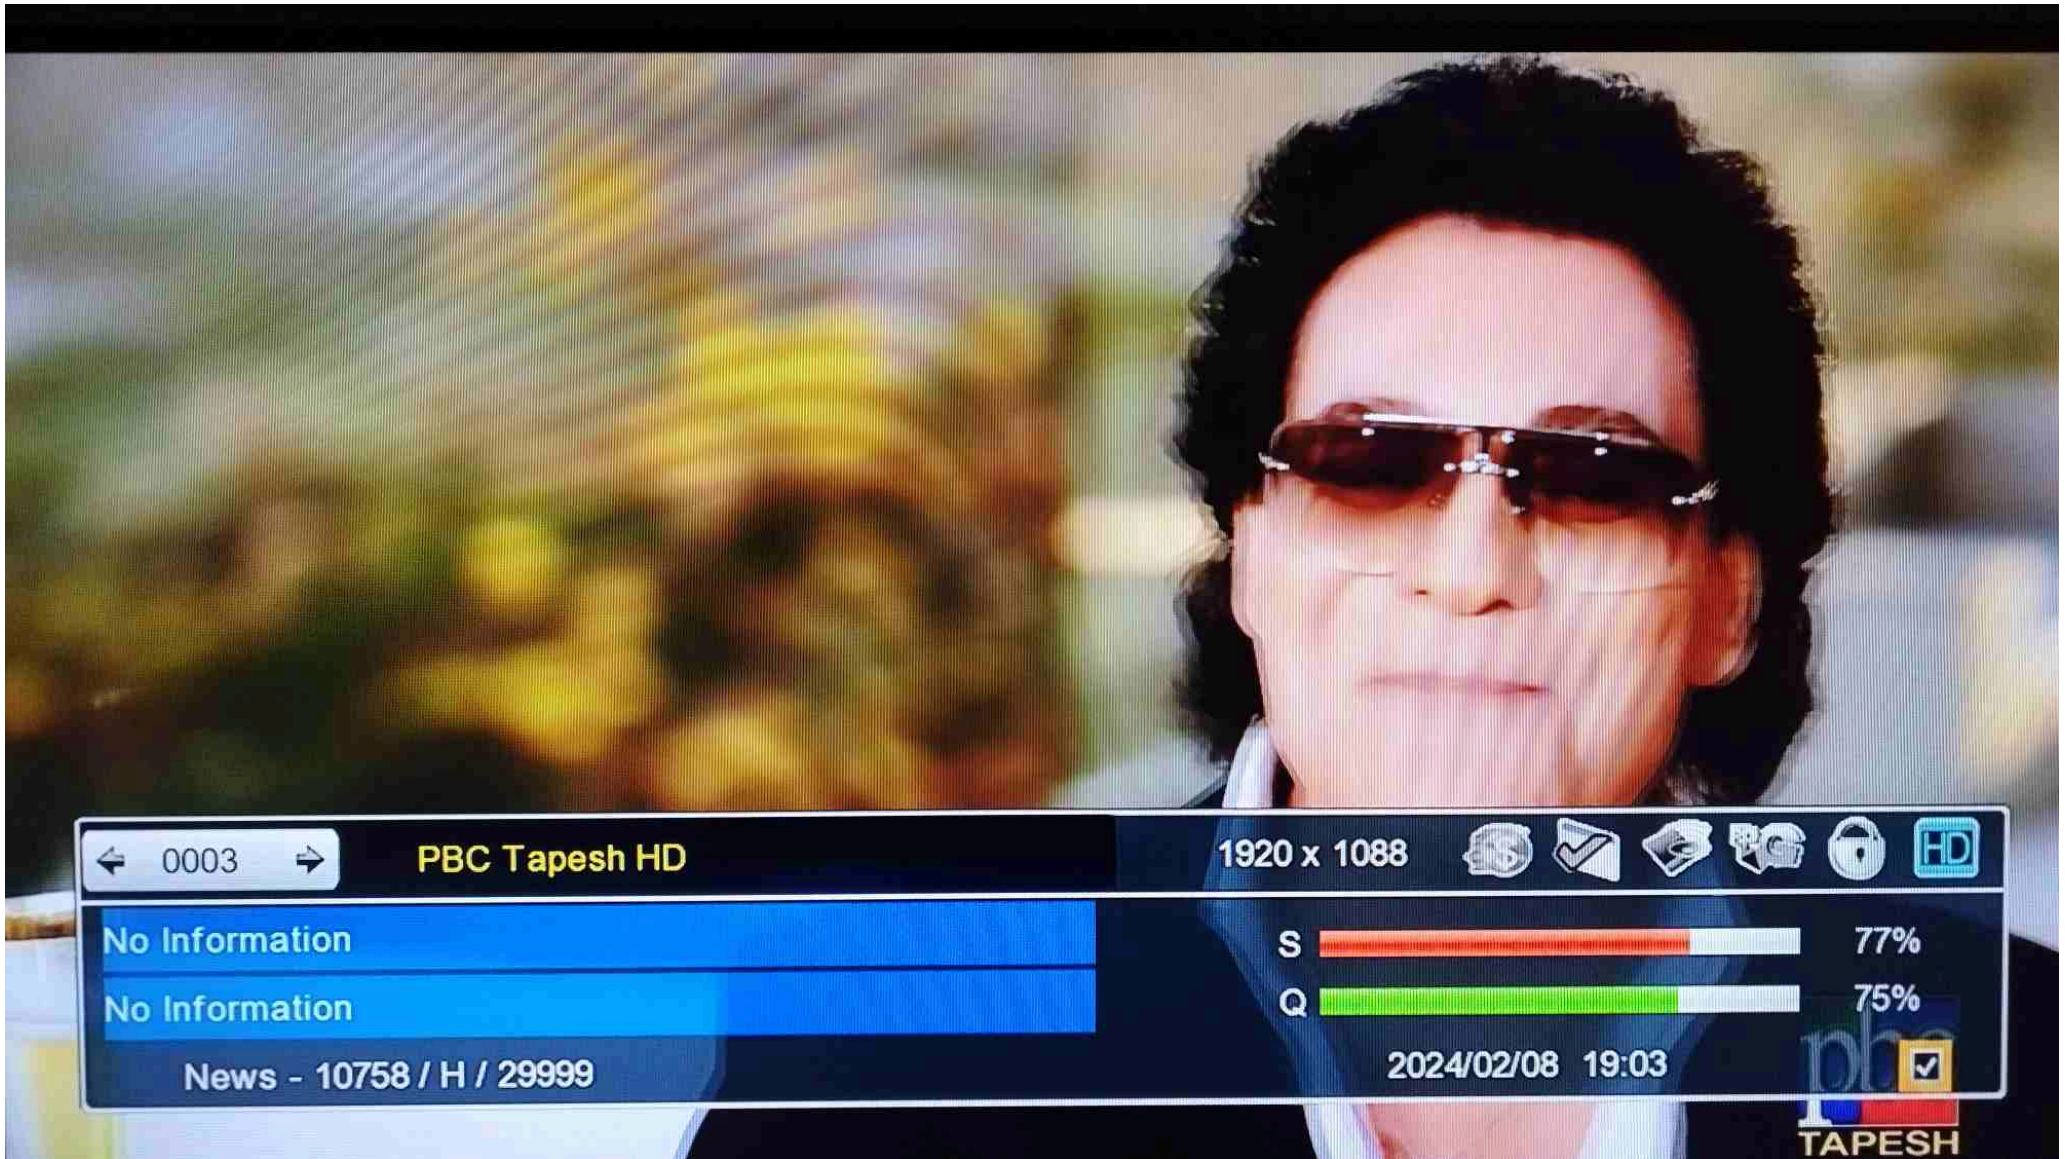 0003 PBC Tapesh HD 1920 x 1088 HD
No Information
S 77%
No Information
Q 75%
News - 10758 / H / 29999
2024/02/08 19:03
pbc
TAPESH